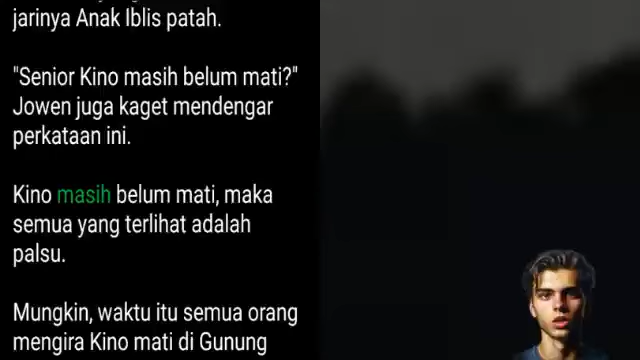 jarinya Anak Iblis patah.
"Senior Kino masih belum mati?"
Jowen juga kaget mendengar
perkataan ini.
Kino masih belum mati, maka
semua yang terlihat adalah
palsu.
Mungkin, waktu itu semua orang
mengira Kino mati di Gunung